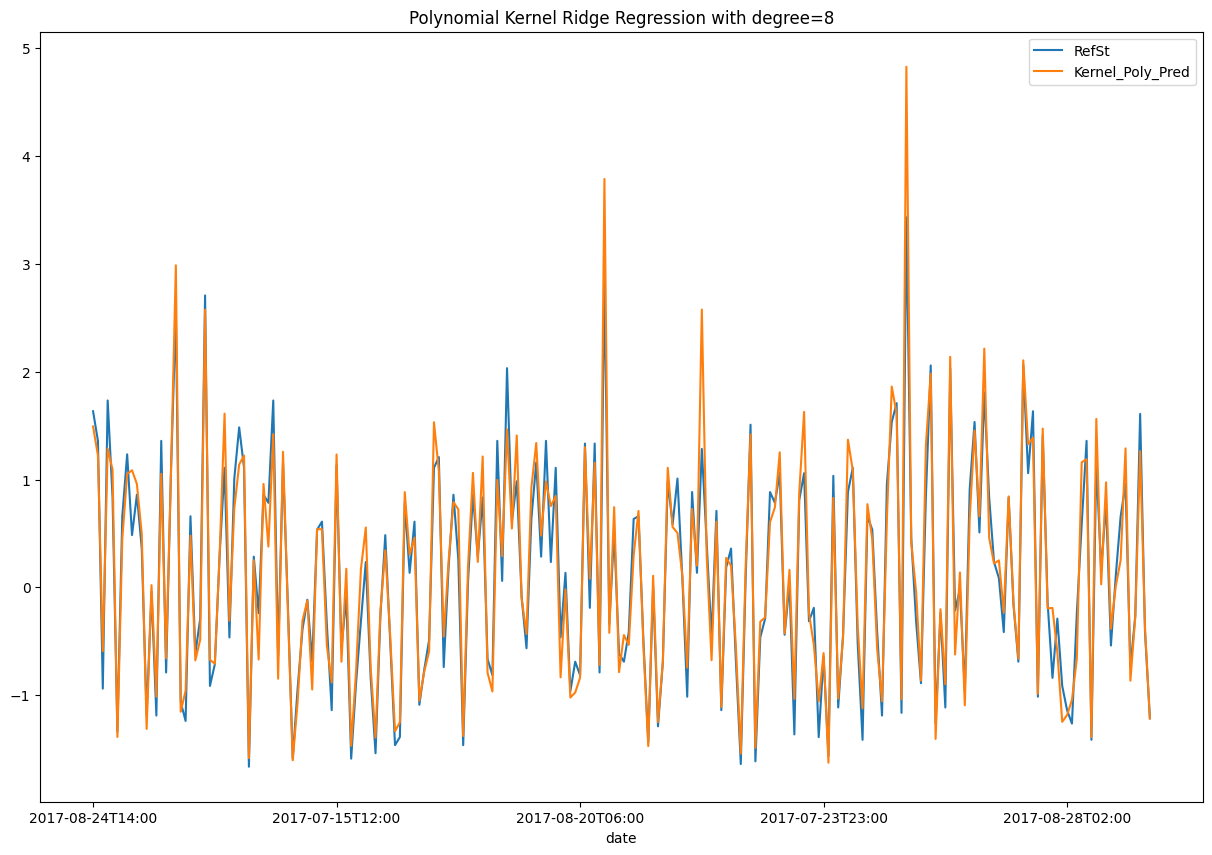 Polynomial Kernel Ridge Regression with degree=8
RefSt
Kernel_Poly_Pred
5
4
3
2
1
0
−1
2017-08-24T14:00
2017-07-15T12:00
2017-08-20T06:00
2017-07-23T23:00
2017-08-28T02:00
date